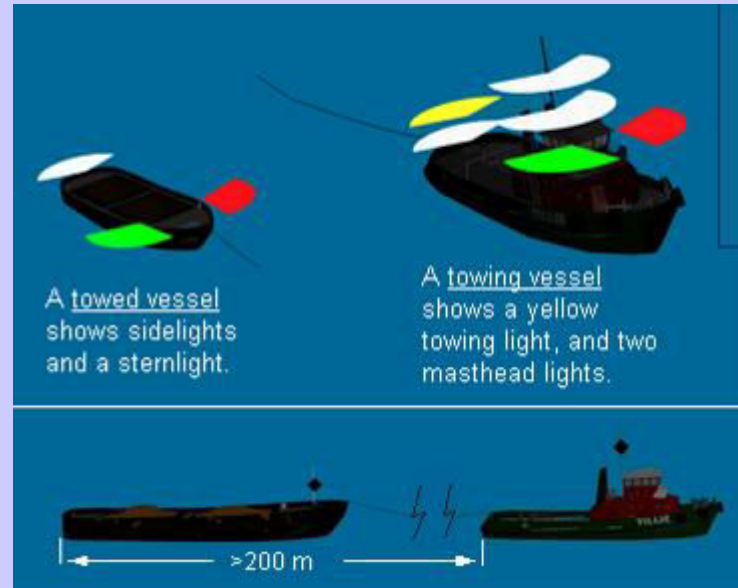 A towed vessel
shows sidelights
and a sternlight.
A towing vessel
shows a yellow
towing light, and two
masthead lights.
>200 m